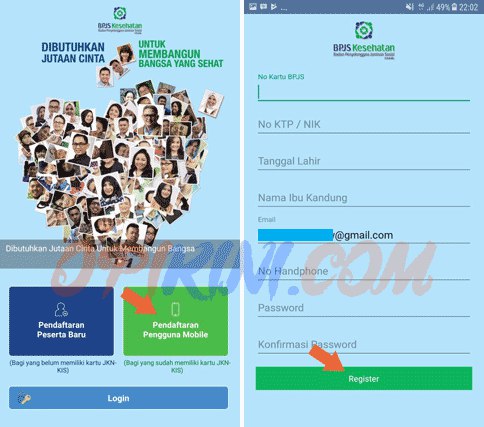 BPJS Kesehatan
Badan Penyelenggara Jaminan Sosial
DIBUTUHKAN
JUTAAN CINTA
UNTUK
MEMBANGUN
BANGSA YANG SEHAT
Dibutuhkan Jutaan Cinta Untuk Membangun Bangsa
Pendaftaran
Peserta Baru
Pendaftaran
Pengguna Mobile
(Bagi yang belum memiliki kartu JKN-
KIS)
(Bagi yang sudah memiliki kartu JKN-
KIS)
Login
49% 22:02
BPJS Kesehatan
Badan Penyelenggara Jaminan Sosial
No Kartu BPJS
No KTP / NIK
Tanggal Lahir
Nama Ibu Kandung
Email
@gmail.com
No Handphone
Password
Konfirmasi Password
Register
OPIKINI.COM